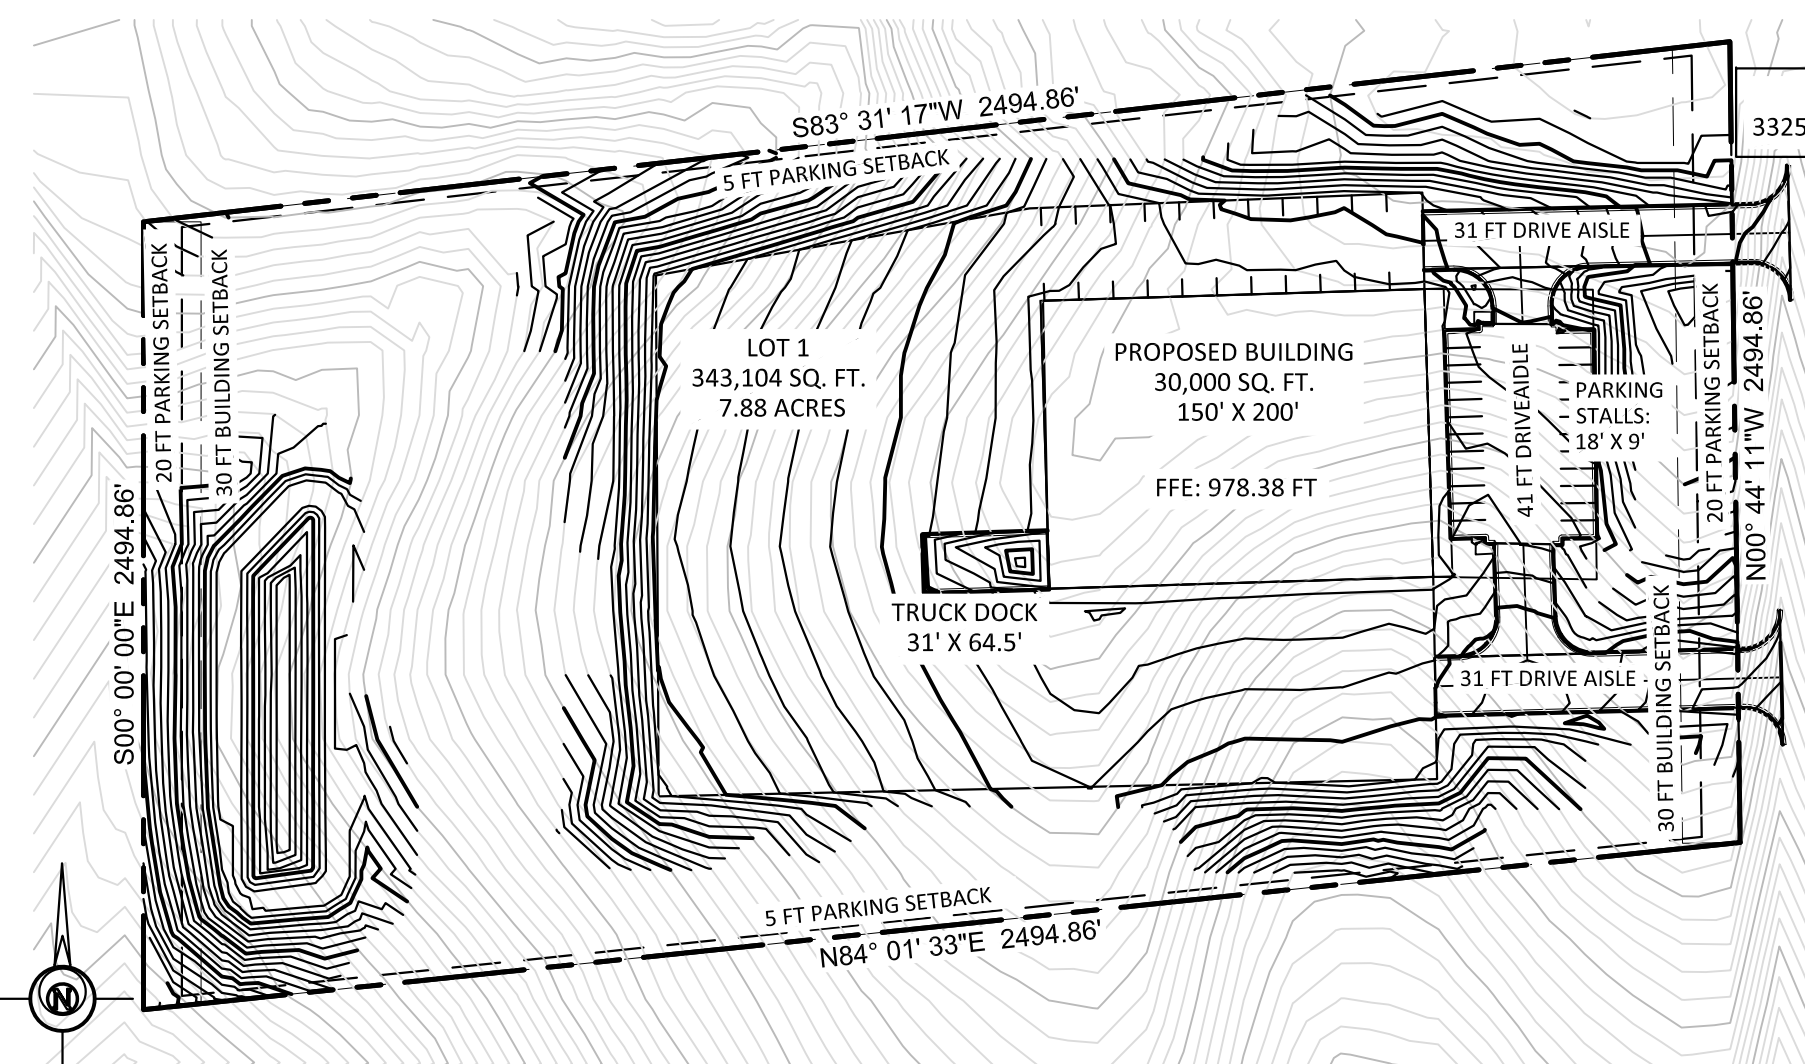 S83° 31' 17"W 2494.86'
5 FT PARKING SETBACK
3325
31 FT DRIVE AISLE
20 FT PARKING SETBACK
30 FT BUILDING SETBACK
LOT 1
343,104 SQ. FT.
7.88 ACRES
PROPOSED BUILDING
30,000 SQ. FT.
150' X 200'
FFE: 978.38 FT
41 FT DRIVEAIDLE
PARKING
STALLS:
18' X 9'
20 FT PARKING SETBACK
N00° 44' 11"W 2494.86'
S00° 00' 00"E 2494.86'
TRUCK DOCK
31' X 64.5'
31 FT DRIVE AISLE
30 FT BUILDING SETBACK
5 FT PARKING SETBACK
N84° 01' 33"E 2494.86'
N